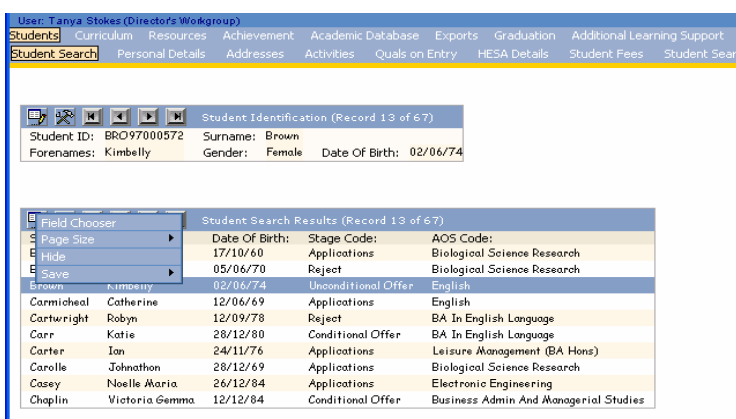 User: Tanya Stokes (Director's Workgroup)
Students Curriculum Resources Achievement Academic Database Exports Graduation Additional Learning Support
Student Search Personal Details Addresses Activities Quals on Entry HESA Details Student Fees Student Sear
Student Identification (Record 13 of 67)
Student ID: BRO97000572 Surname: Brown
Forenames: Kimbelly Gender: Female Date Of Birth: 02/06/74
Student Search Results (Record 13 of 67)
Field Chooser
Page Size Date Of Birth: Stage Code: AOS Code:
Hide 17/10/60 Applications Biological Science Research
Save 05/06/70 Reject Biological Science Research
Brown Kimbelly 02/06/74 Unconditional Offer English
Carmicheal Catherine 12/06/69 Applications English
Cartwright Robyn 12/09/78 Reject BA In English Language
Carr Katie 28/12/80 Conditional Offer BA In English Language
Carter Ian 24/11/76 Applications Leisure Management (BA Hons)
Carolle Johnathon 28/12/69 Applications Biological Science Research
Casey Noelle Maria 26/12/84 Applications Electronic Engineering
Chaplin Victoria Gemma 12/12/84 Conditional Offer Business Admin And Managerial Studies